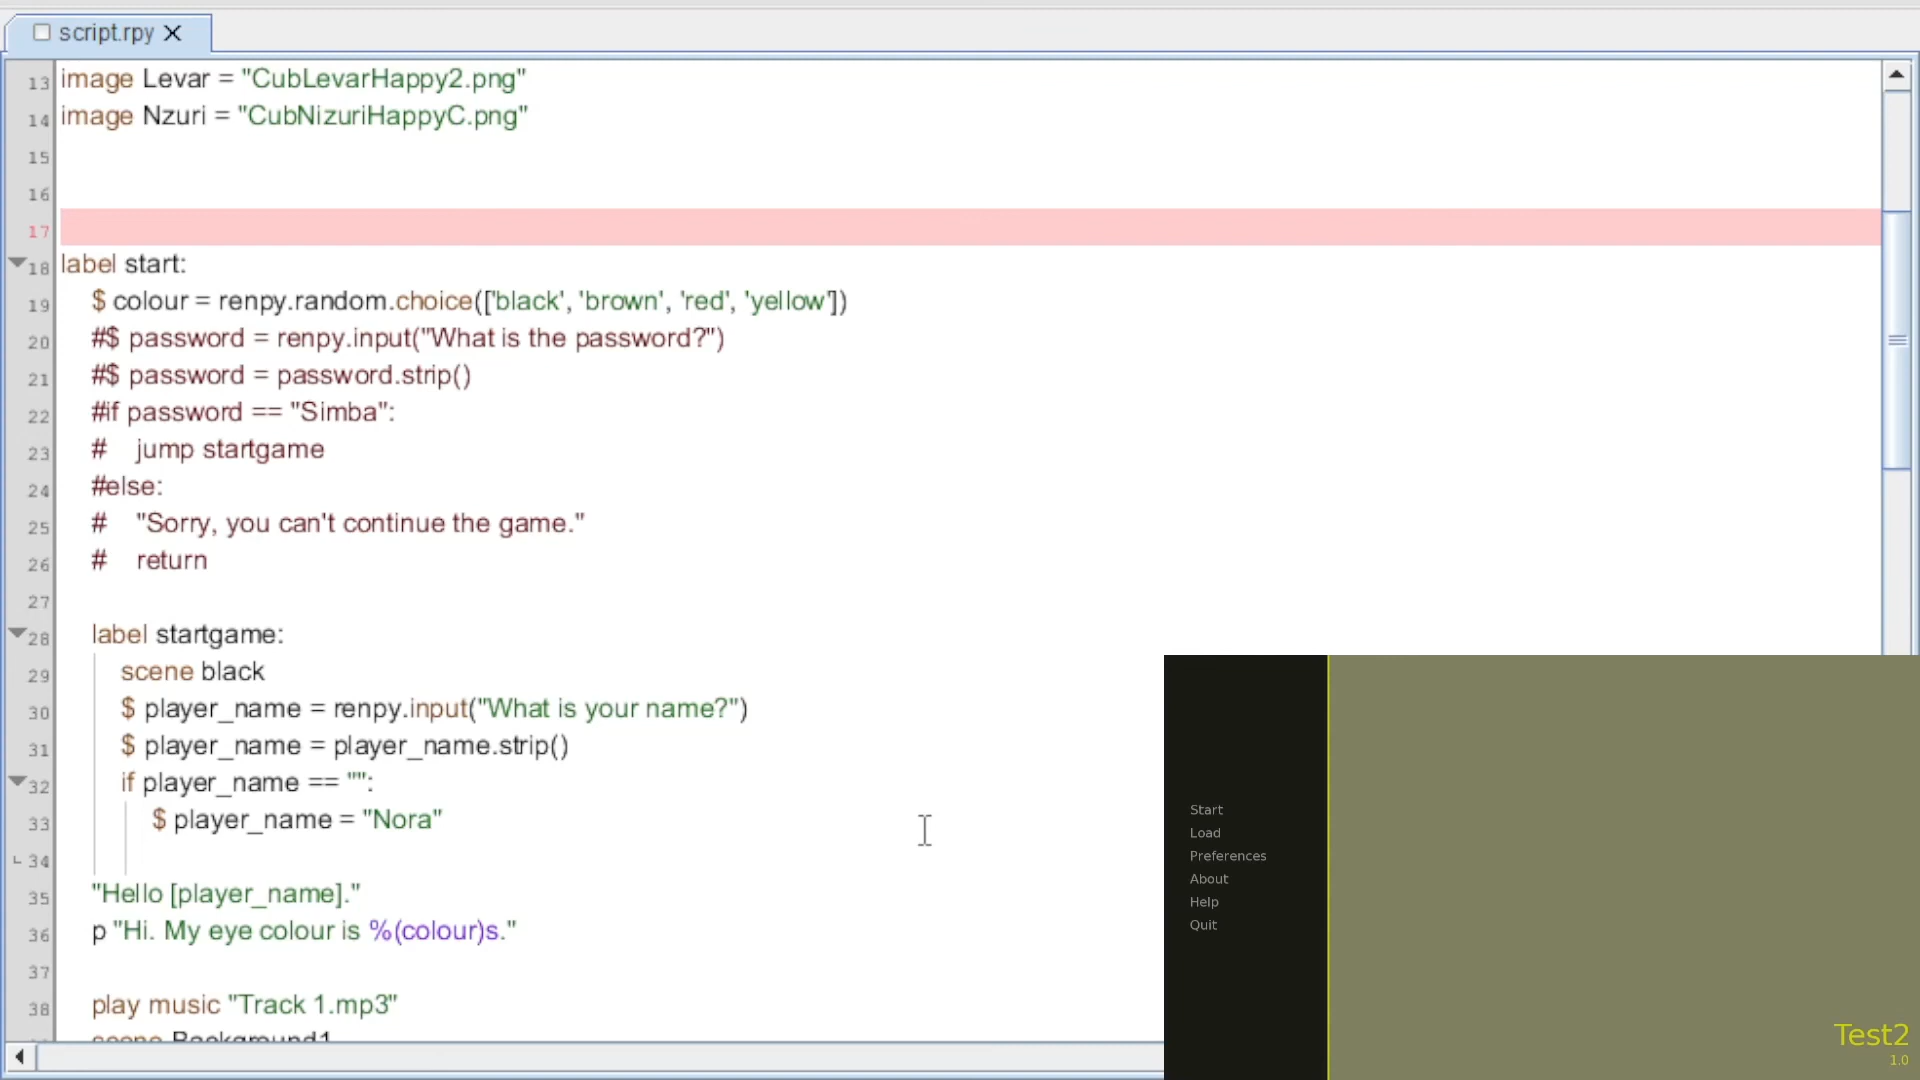 script.rpy
13 image Levar = "CubLevarHappy2.png"
14 image Nzuri = "CubNizuriHappyC.png"
15
16
17
18 label start:
19 $ colour = renpy.random.choice(['black', 'brown', 'red', 'yellow'])
20 #$ password = renpy.input("What is the password?")
21 #$ password = password.strip()
22 #if password == "Simba":
23 #    jump startgame
24 #else:
25 #    "Sorry, you can't continue the game."
26 #    return
27
28 label startgame:
29 scene black
30 $ player_name = renpy.input("What is your name?")
31 $ player_name = player_name.strip()
32 if player_name == "":
33 $ player_name = "Nora"
34
35 "Hello [player_name]."
36 p "Hi. My eye colour is %(colour)s."
37
38 play music "Track 1.mp3"
scene Background1
Start
Load
Preferences
About
Help
Quit
Test2
1.0